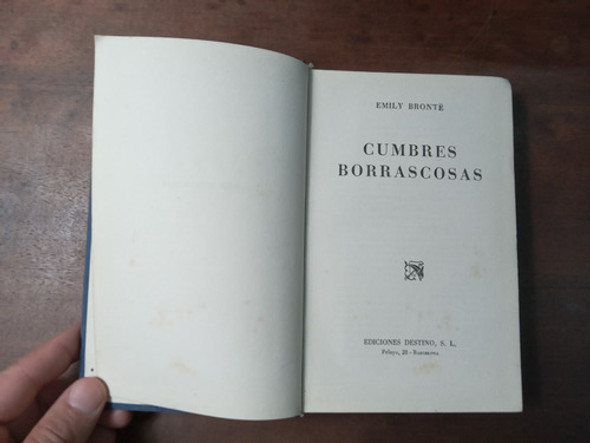 EMILY BRONTË
CUMBRES
BORRASCOSAS
EDICIONES DESTINO, S. L.
Pelayo, 28 - Barcelona